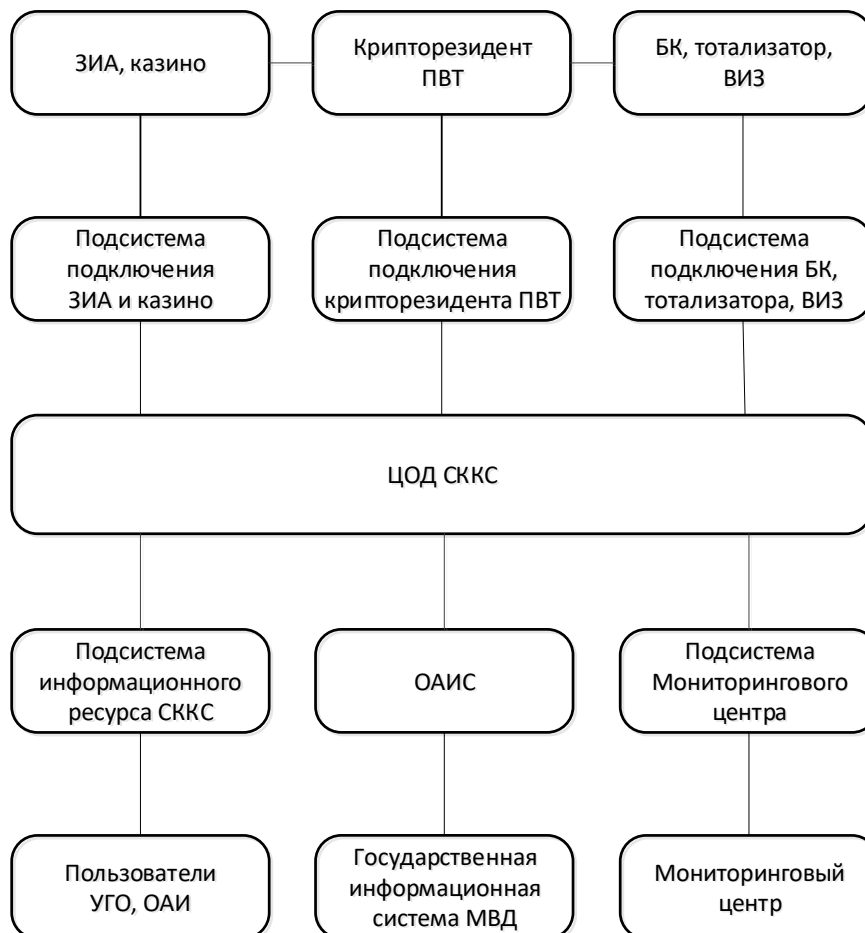 ЗИА, казино
Крипторезидент
ПВТ
БК, тотализатор,
ВИЗ
Подсистема
подключения
ЗИА и казино
Подсистема
подключения
крипторезидента ПВТ
Подсистема
подключения БК,
тотализатора, ВИЗ
ЦОД СККС
Подсистема
информационного
ресурса СККС
ОАИС
Подсистема
Мониторингового
центра
Пользователи
УГО, ОАИ
Государственная
информационная
система МВД
Мониторинговый
центр